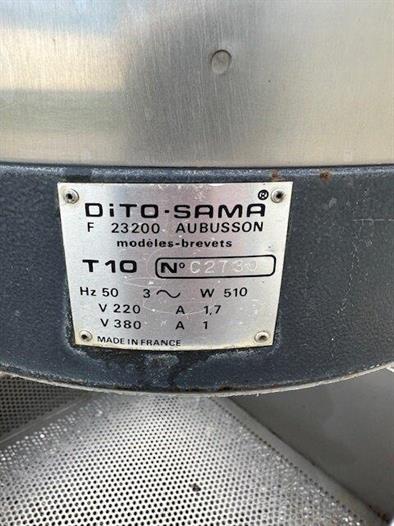 DiTO-SAMA ®
F 23200 AUBUSSON
modèles-brevets
T10 N°
Hz 50 3 ~ W 510
V 220 A 1,7
V 380 A 1
MADE IN FRANCE